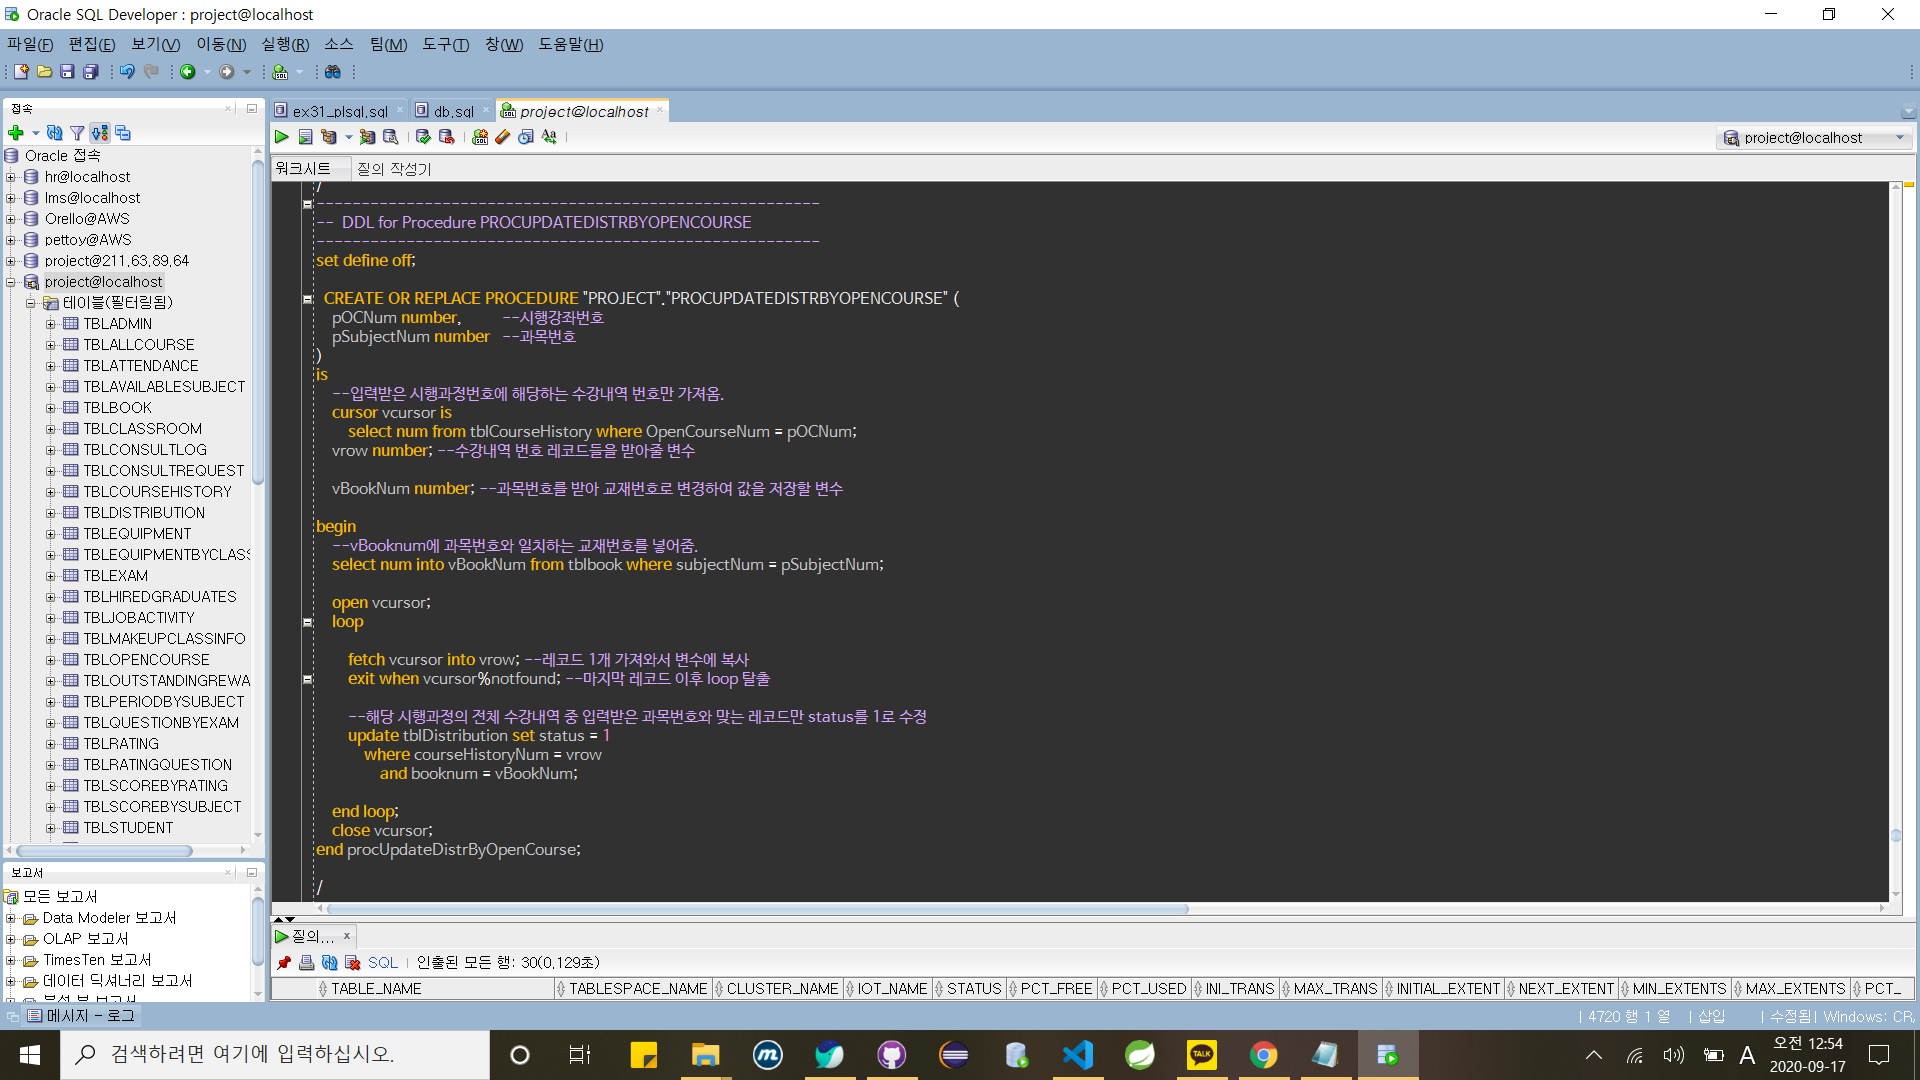 Oracle SQL Developer : project@localhost
파일(F) 편집(E) 보기(V) 이동(N) 실행(R) 소스 팀(M) 도구(T) 창(W) 도움말(H)
접속
Oracle 접속
hr@localhost
lms@localhost
Orello@AWS
pettoy@AWS
project@211.63.89.64
project@localhost
테이블(필터링됨)
TBLADMIN
TBLALLCOURSE
TBLATTENDANCE
TBLAVAILABLESUBJECT
TBLBOOK
TBLCLASSROOM
TBLCONSULTLOG
TBLCONSULTREQUEST
TBLCOURSEHISTORY
TBLDISTRIBUTION
TBLEQUIPMENT
TBLEQUIPMENTBYCLASS
TBLEXAM
TBLHIREDGRADUATES
TBLJOBACTIVITY
TBLMAKEUPCLASSINFO
TBLOPENCOURSE
TBLOUTSTANDINGREWA
TBLPERIODBYSUBJECT
TBLQUESTIONBYEXAM
TBLRATING
TBLRATINGQUESTION
TBLSCOREBYRATING
TBLSCOREBYSUBJECT
TBLSTUDENT
보고서
모든 보고서
Data Modeler 보고서
OLAP 보고서
TimesTen 보고서
데이터 딕셔너리 보고서
분석 뷰 보고서
메시지 - 로그
ex31_plsql.sql db.sql project@localhost
project@localhost
워크시트 질의 작성기
/
--------------------------------------------------------
-- DDL for Procedure PROCUPDATEDISTRBYOPENCOURSE
--------------------------------------------------------
set define off;
CREATE OR REPLACE PROCEDURE "PROJECT"."PROCUPDATEDISTRBYOPENCOURSE" (
pOCNum number, --시행강좌번호
pSubjectNum number --과목번호
)
is
--입력받은 시행과정번호에 해당하는 수강내역 번호만 가져옴.
cursor vcursor is
select num from tblCourseHistory where OpenCourseNum = pOCNum;
vrow number; --수강내역 번호 레코드들을 받아줄 변수
vBookNum number; --과목번호를 받아 교재번호로 변경하여 값을 저장할 변수
begin
--vBooknum에 과목번호와 일치하는 교재번호를 넣어줌.
select num into vBookNum from tblbook where subjectNum = pSubjectNum;
open vcursor;
loop
fetch vcursor into vrow; --레코드 1개 가져와서 변수에 복사
exit when vcursor%notfound; --마지막 레코드 이후 loop 탈출
--해당 시행과정의 전체 수강내역 중 입력받은 과목번호와 맞는 레코드만 status를 1로 수정
update tblDistribution set status = 1
where courseHistoryNum = vrow
and booknum = vBookNum;
end loop;
close vcursor;
end procUpdateDistrByOpenCourse;
/
질의...
SQL 인출된 모든 행: 30(0.129초)
TABLE_NAME TABLESPACE_NAME CLUSTER_NAME IOT_NAME STATUS PCT_FREE PCT_USED INI_TRANS MAX_TRANS INITIAL_EXTENT NEXT_EXTENT MIN_EXTENTS MAX_EXTENTS PCT_
4720 행 1 열 삽입 수정됨 Windows: CR,
검색하려면 여기에 입력하십시오.
TALK
A
오전 12:54
2020-09-17